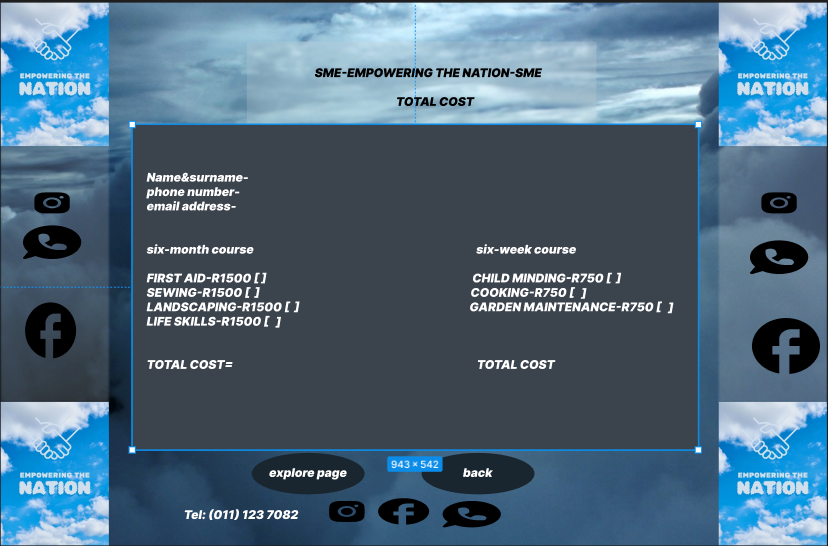 EMPOWERING THE
NATION
EMPOWERING THE
NATION
SME-EMPOWERING THE NATION-SME
TOTAL COST
Name&surname-
phone number-
email address-
six-month course
six-week course
FIRST AID-R1500 [ ]
CHILD MINDING-R750 [ ]
SEWING-R1500 [ ]
COOKING-R750 [ ]
LANDSCAPING-R1500 [ ]
GARDEN MAINTENANCE-R750 [ ]
LIFE SKILLS-R1500 [ ]
TOTAL COST=
TOTAL COST
943 × 542
explore page
back
EMPOWERING THE
NATION
EMPOWERING THE
NATION
Tel: (011) 123 7082